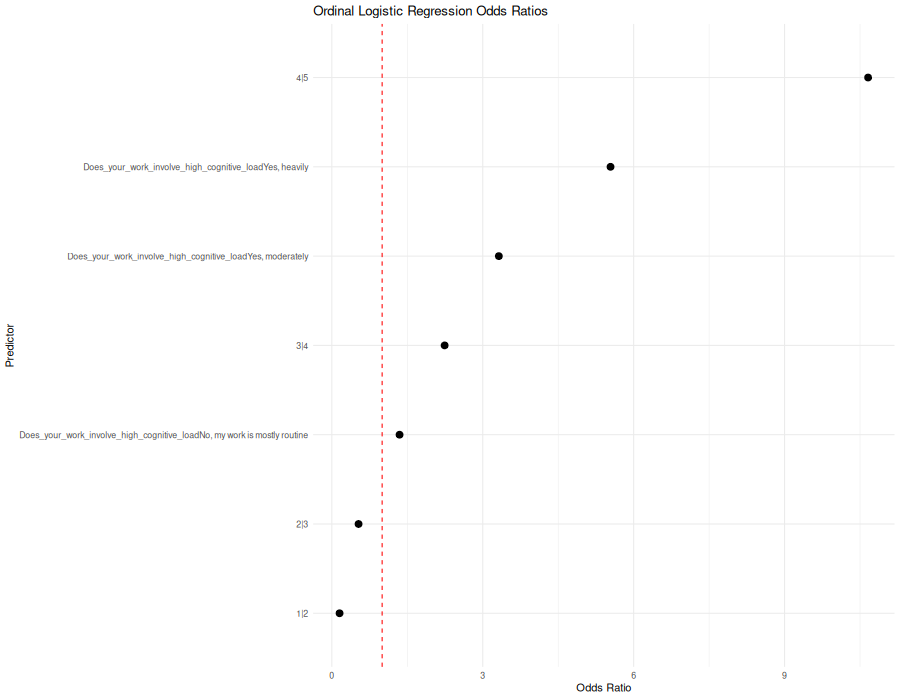 Ordinal Logistic Regression Odds Ratios
4|5
Does_your_work_involve_high_cognitive_loadYes, heavily
Does_your_work_involve_high_cognitive_loadYes, moderately
3|4
Does_your_work_involve_high_cognitive_loadNo, my work is mostly routine
2|3
1|2
Predictor
0 3 6 9
Odds Ratio